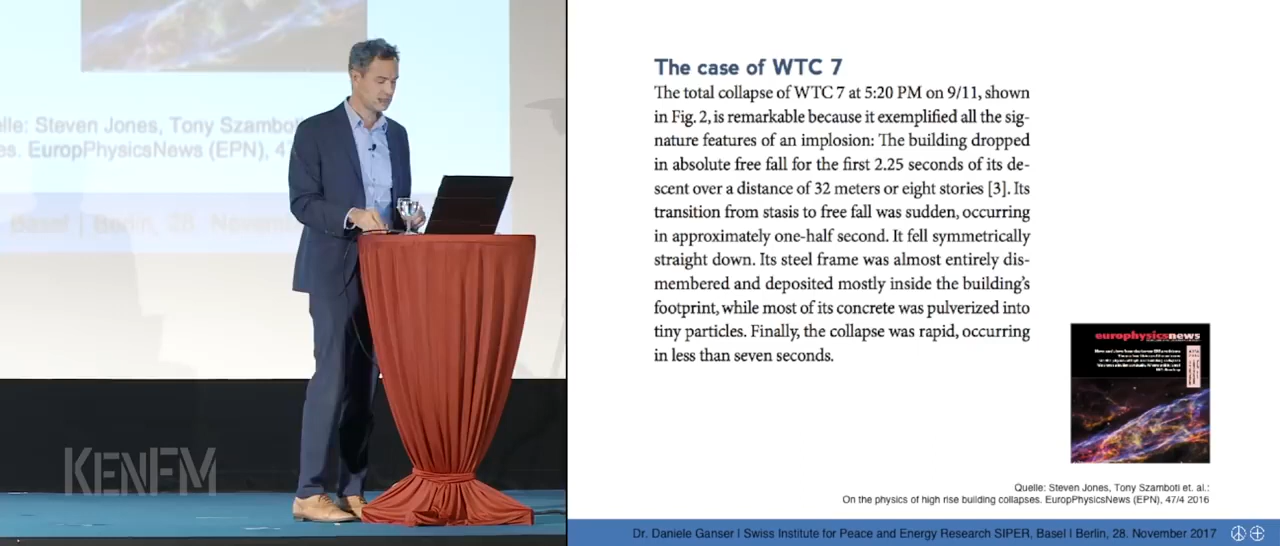 elle: Steven Jones, Tony Szamboti
es. EuropPhysicsNews (EPN), 47
Basel | Berlin, 28. Novem
KENFM
The case of WTC 7
The total collapse of WTC 7 at 5:20 PM on 9/11, shown
in Fig. 2, is remarkable because it exemplified all the sig-
nature features of an implosion: The building dropped
in absolute free fall for the first 2.25 seconds of its de-
scent over a distance of 32 meters or eight stories [3]. Its
transition from stasis to free fall was sudden, occurring
in approximately one-half second. It fell symmetrically
straight down. Its steel frame was almost entirely dis-
membered and deposited mostly inside the building's
footprint, while most of its concrete was pulverized into
tiny particles. Finally, the collapse was rapid, occurring
in less than seven seconds.
europhysicsnews
Quelle: Steven Jones, Tony Szamboti et. al.:
On the physics of high rise building collapses. EuropPhysicsNews (EPN), 47/4 2016
Dr. Daniele Ganser | Swiss Institute for Peace and Energy Research SIPER, Basel | Berlin, 28. November 2017